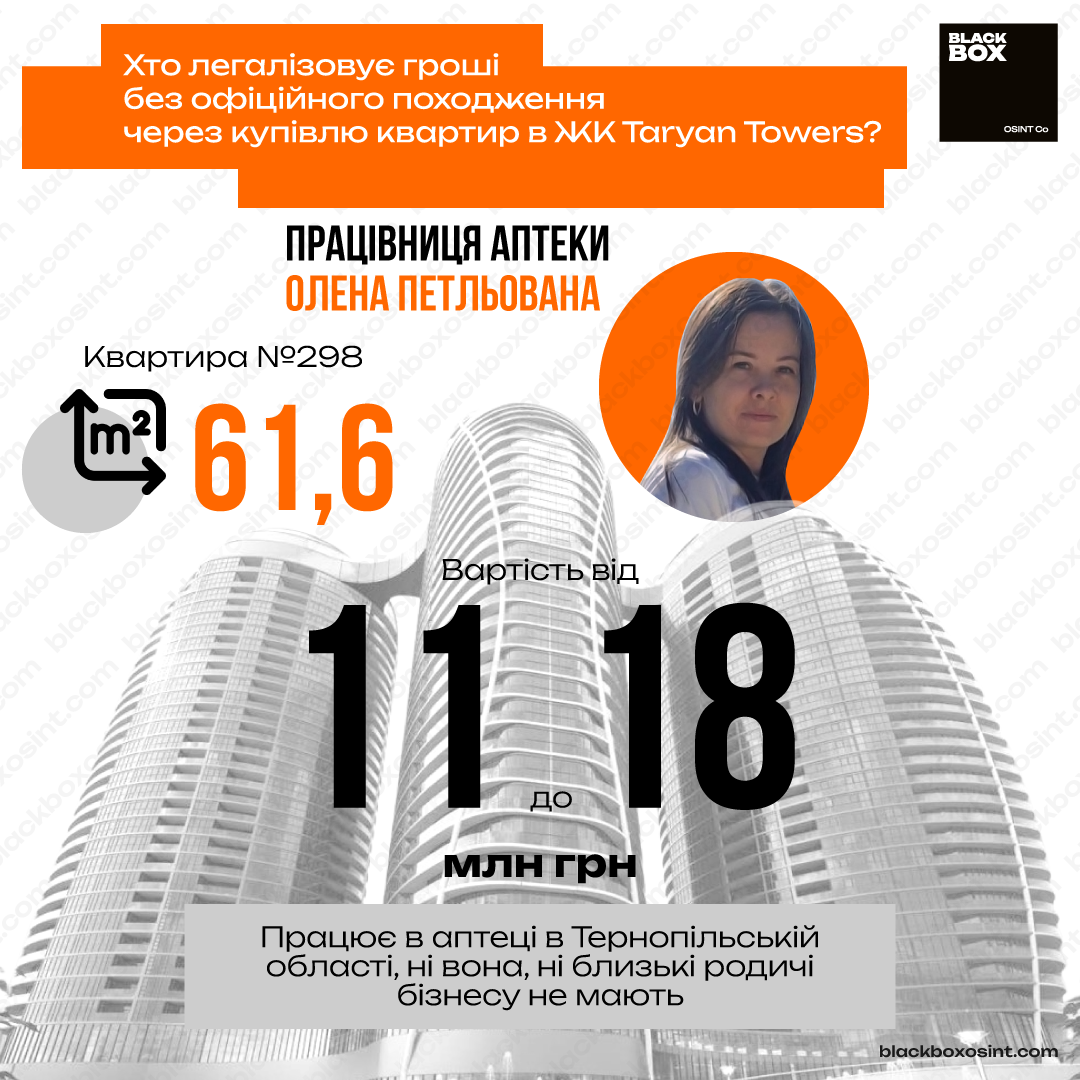 Хто легалізовує гроші
без офіційного походження
через купівлю квартир в ЖК Taryan Towers?
BLACK
BOX
OSINT Co
ПРАЦІВНИЦЯ АПТЕКИ
ОЛЕНА ПЕТЛЬОВАНА
Квартира №298
m²
61,6
Вартість від
11 до 18
млн грн
Працює в аптеці в Тернопільській
області, ні вона, ні близькі родичі
бізнесу не мають
blackboxosint.com